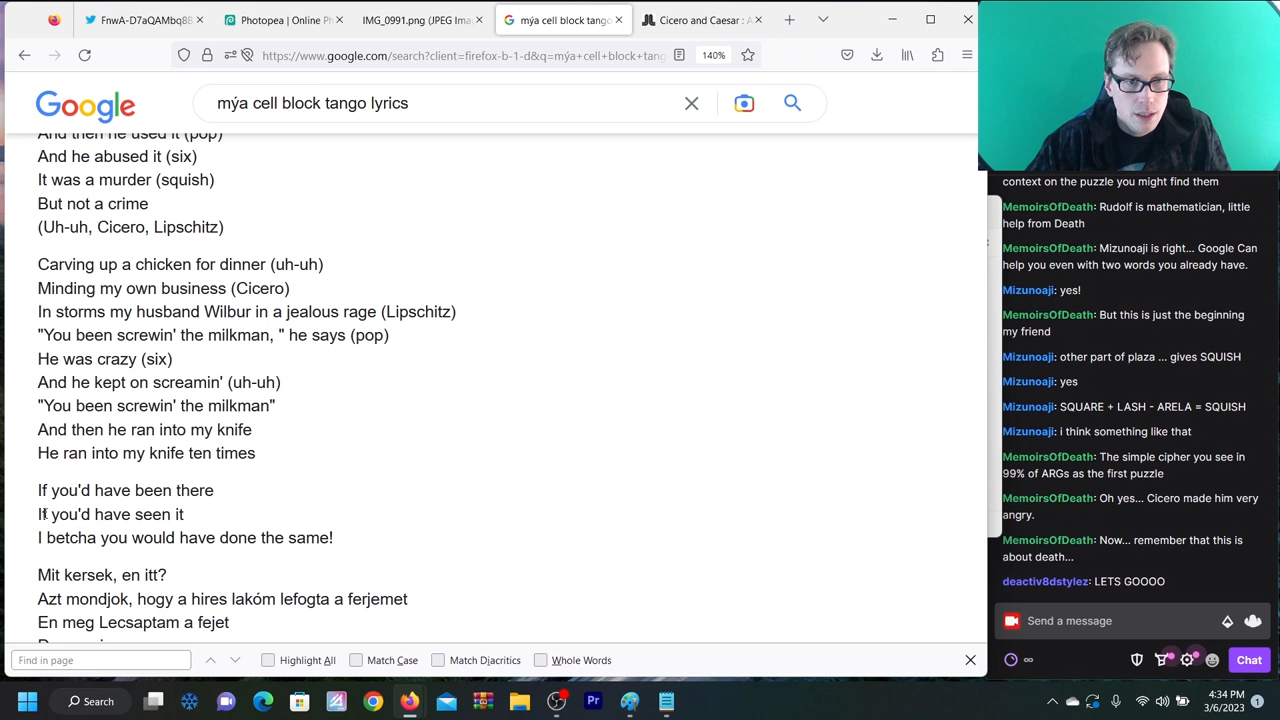 FnwA-D7aQAMbq8B
Photopea | Online Ph
IMG_0991.png (JPEG Imag
mýa cell block tango
Cicero and Caesar : A
https://www.google.com/search?client=firefox-b-1-d&q=mýa+cell+block+tang
140%
Google
mýa cell block tango lyrics
And then he used it (pop)
And he abused it (six)
It was a murder (squish)
But not a crime
(Uh-uh, Cicero, Lipschitz)
Carving up a chicken for dinner (uh-uh)
Minding my own business (Cicero)
In storms my husband Wilbur in a jealous rage (Lipschitz)
"You been screwin' the milkman, " he says (pop)
He was crazy (six)
And he kept on screamin' (uh-uh)
"You been screwin' the milkman"
And then he ran into my knife
He ran into my knife ten times
If you'd have been there
If you'd have seen it
I betcha you would have done the same!
Mit kersek, en itt?
Azt mondjok, hogy a hires lakóm lefogta a ferjemet
En meg Lecsaptam a fejet
Find in page
Highlight All
Match Case
Match Diacritics
Whole Words
context on the puzzle you might find them
MemoirsOfDeath: Rudolf is mathematician, little
help from Death
MemoirsOfDeath: Mizunoaji is right... Google Can
help you even with two words you already have.
Mizunoaji: yes!
MemoirsOfDeath: But this is just the beginning
my friend
Mizunoaji: other part of plaza ... gives SQUISH
Mizunoaji: yes
Mizunoaji: SQUARE + LASH - ARELA = SQUISH
Mizunoaji: i think something like that
MemoirsOfDeath: The simple cipher you see in
99% of ARGs as the first puzzle
MemoirsOfDeath: Oh yes... Cicero made him very
angry.
MemoirsOfDeath: Now... remember that this is
about death...
deactiv8dstylez: LETS GOOOO
Send a message
Chat
Search
Pr
4:34 PM
3/6/2023
1